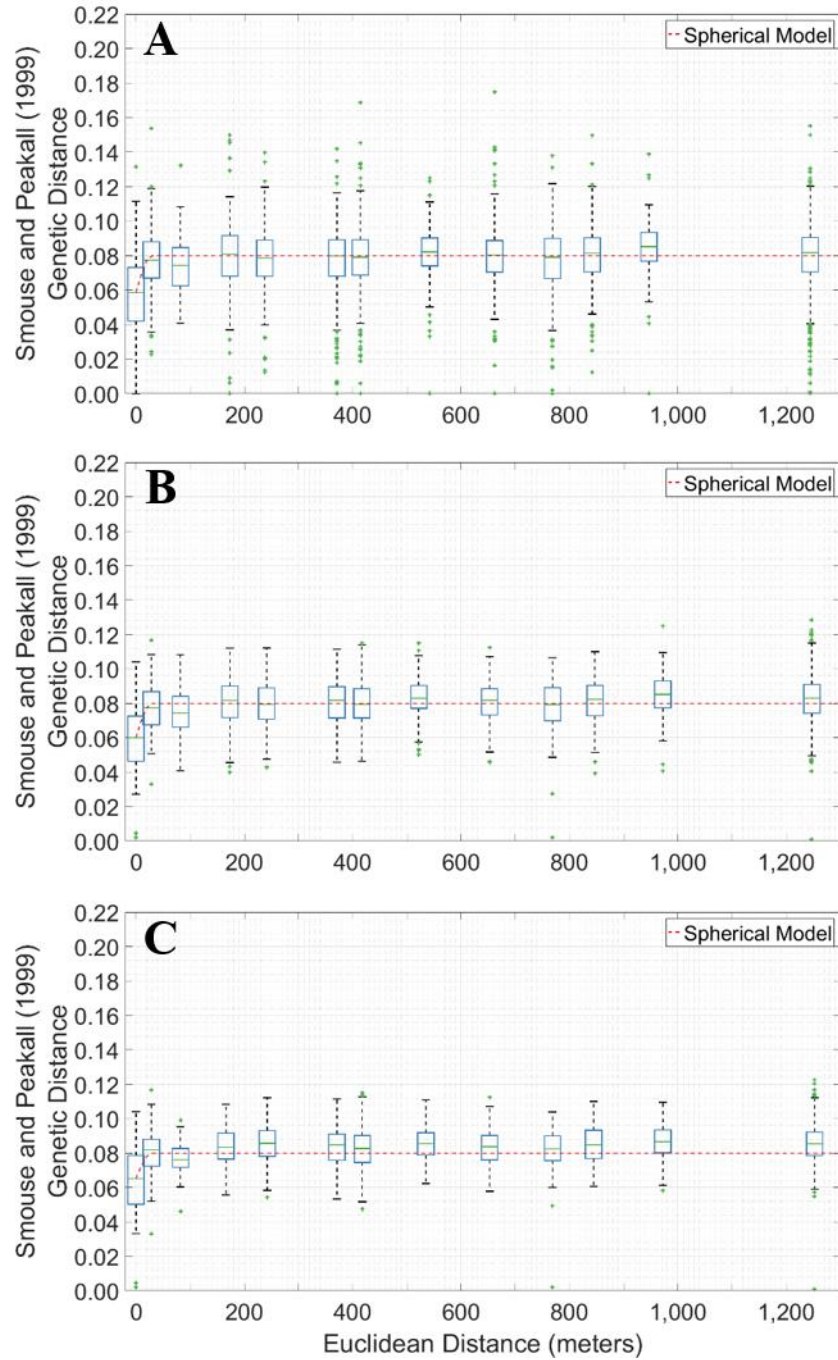 A
Spherical Model
Smouse and Peakall (1999)
Genetic Distance
0.22
0.20
0.18
0.16
0.14
0.12
0.10
0.08
0.06
0.04
0.02
0.00
0 200 400 600 800 1,000 1,200
B
Spherical Model
Smouse and Peakall (1999)
Genetic Distance
0.22
0.20
0.18
0.16
0.14
0.12
0.10
0.08
0.06
0.04
0.02
0.00
0 200 400 600 800 1,000 1,200
C
Spherical Model
Smouse and Peakall (1999)
Genetic Distance
0.22
0.20
0.18
0.16
0.14
0.12
0.10
0.08
0.06
0.04
0.02
0.00
0 200 400 600 800 1,000 1,200
Euclidean Distance (meters)